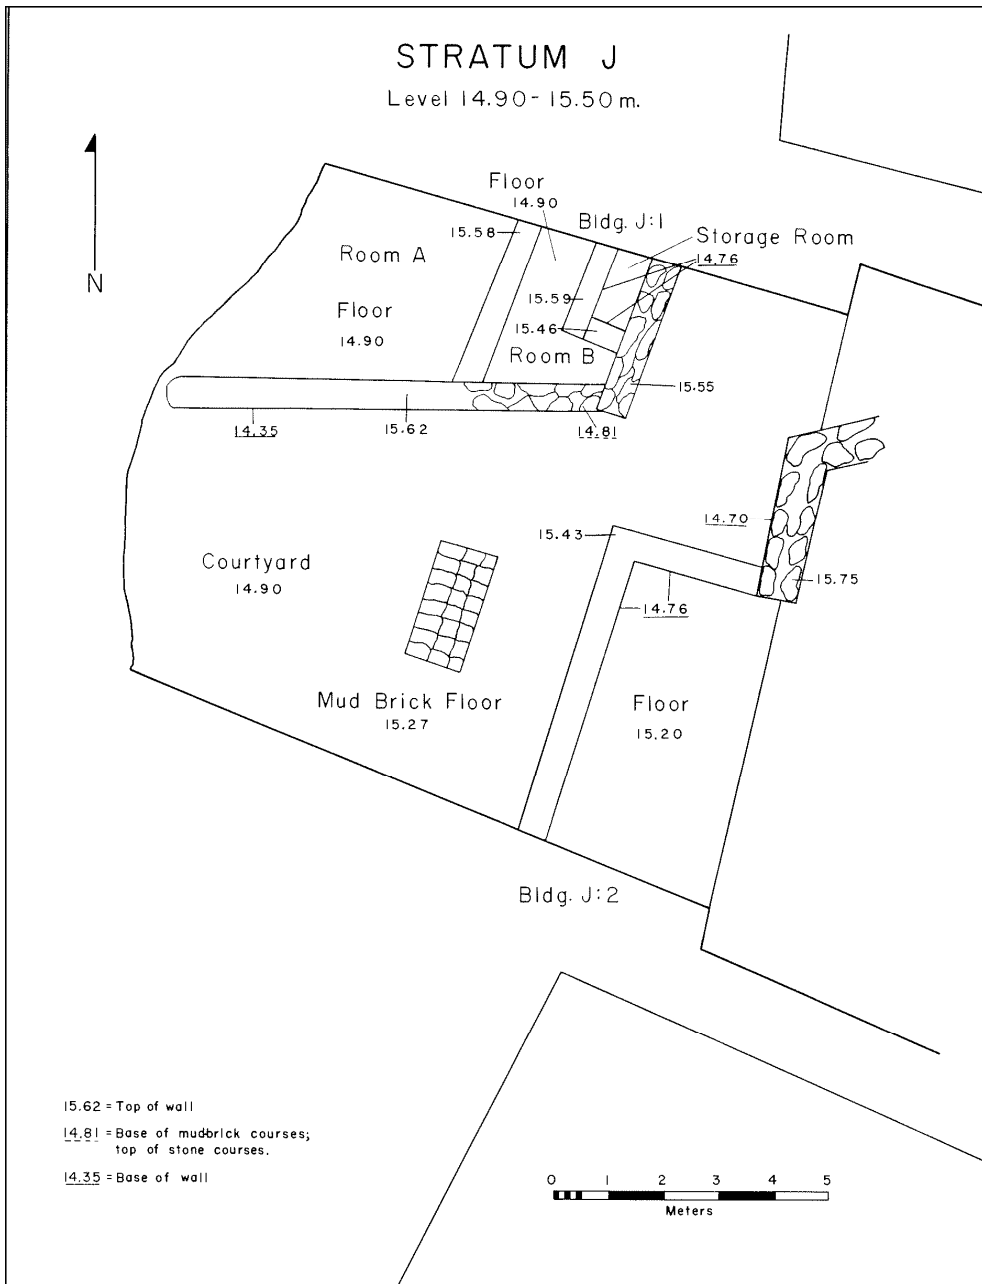 STRATUM J
Level 14.90-15.50 m.
Floor
14.90
Bldg. J:1
15.58
Storage Room
14.76
Room A
15.59
Floor
14.90
15.46
Room B
15.55
14.35
15.62
14.81
14.70
15.43
Courtyard
14.90
15.75
14.76
Mud Brick Floor
15.27
Floor
15.20
Bldg. J:2
N
15.62 = Top of wall
14.81 = Base of mudbrick courses;
top of stone courses.
14.35 = Base of wall
0 1 2 3 4 5
Meters